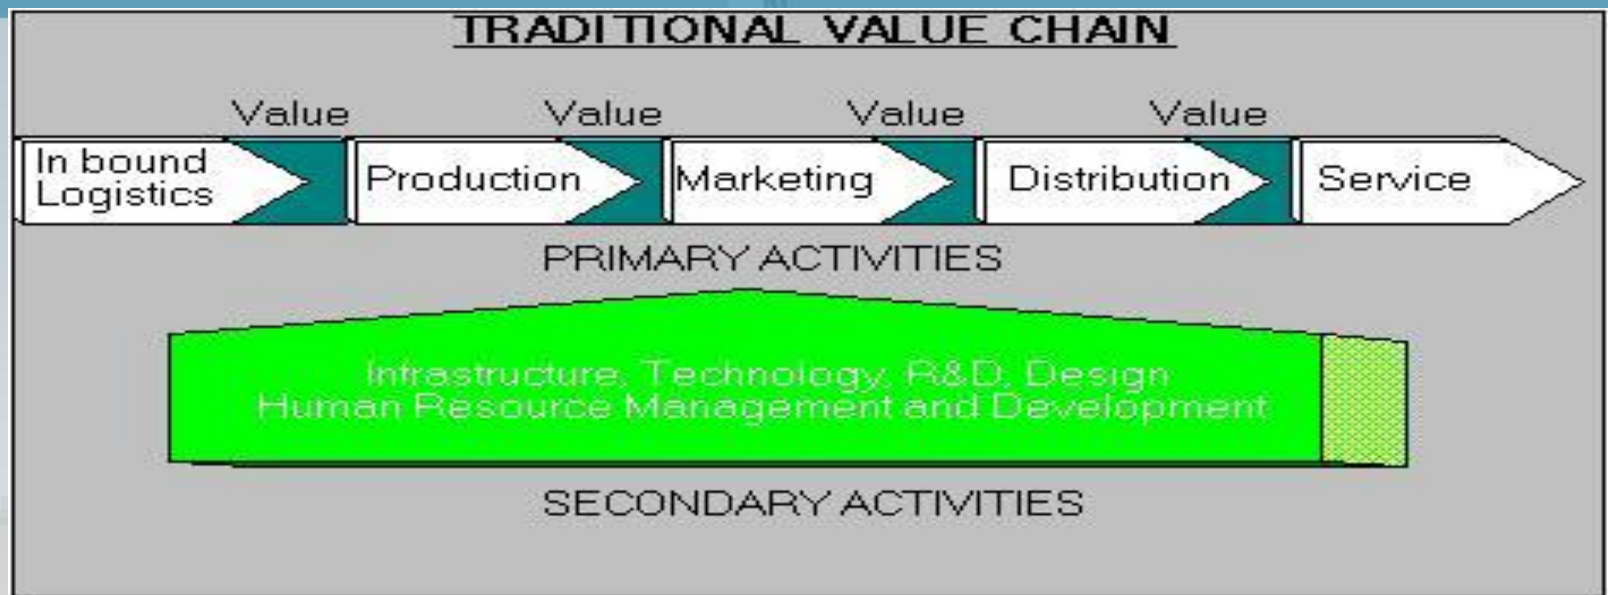 TRADITIONAL VALUE CHAIN
Value Value Value Value
In bound
Logistics
Production
Marketing
Distribution
Service
PRIMARY ACTIVITIES
Infrastructure, Technology, R&D, Design
Human Resource Management and Development
SECONDARY ACTIVITIES